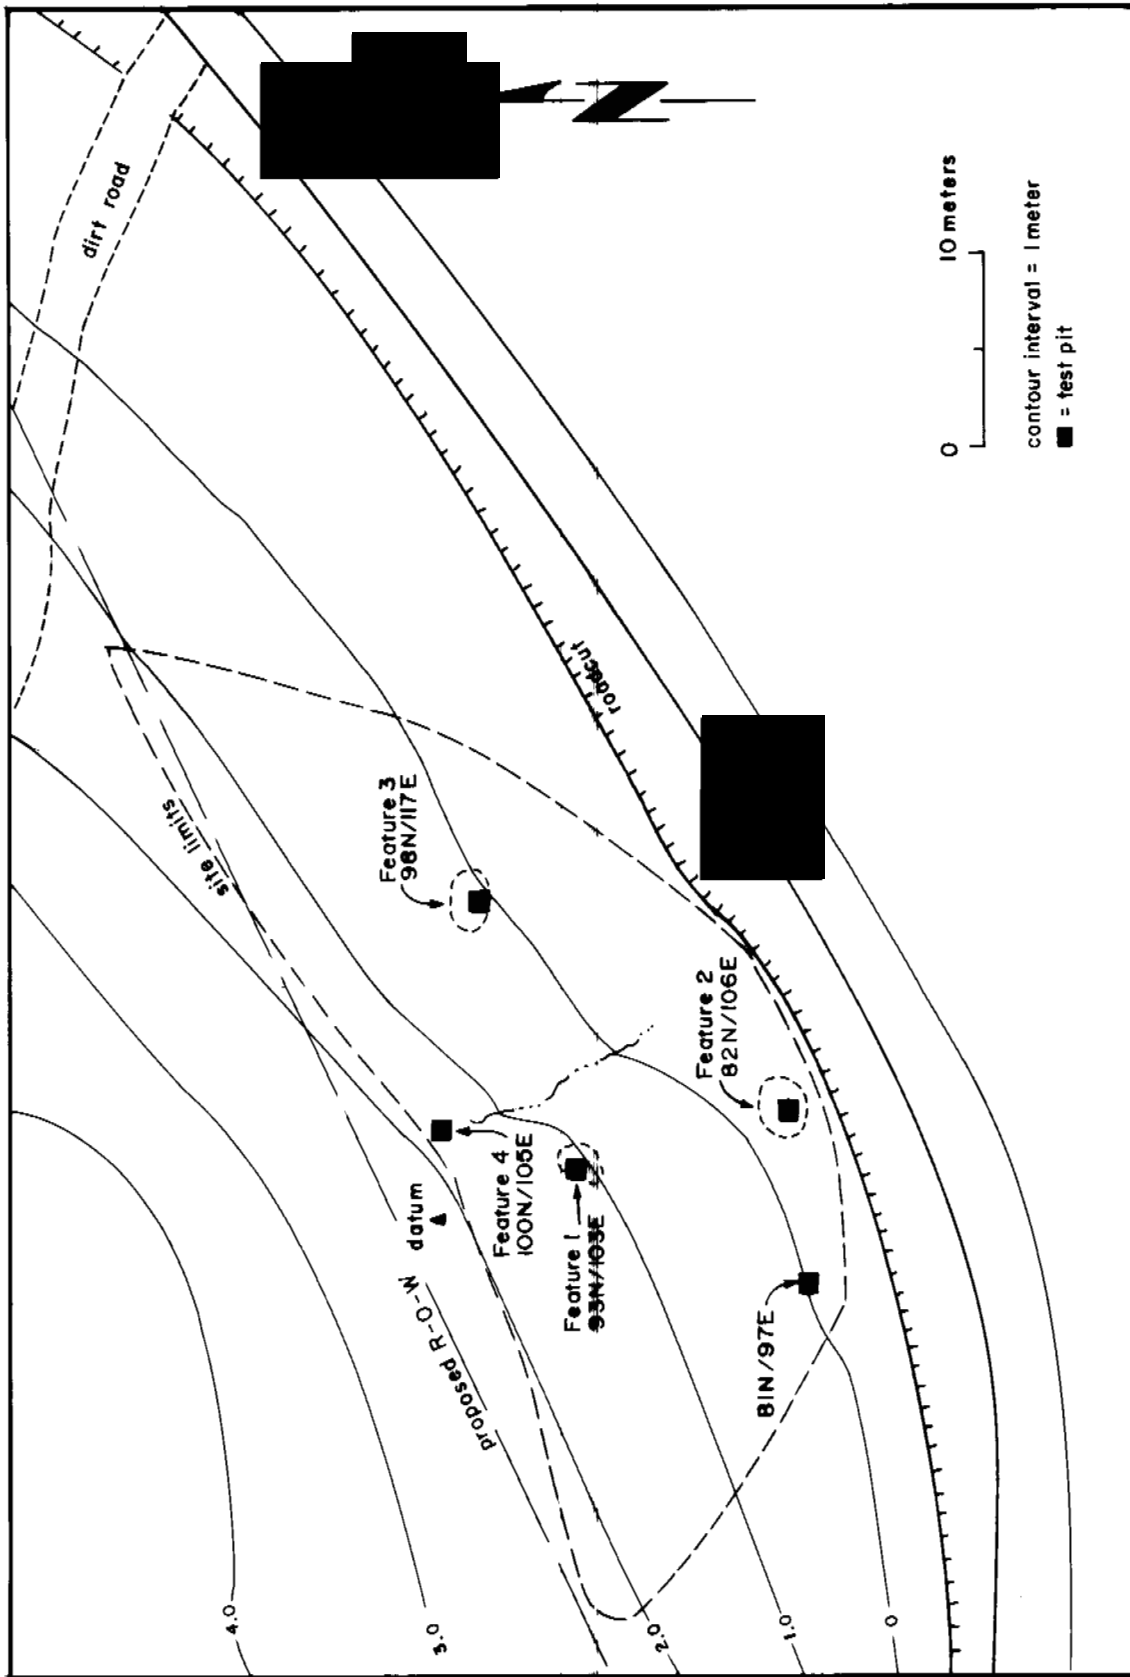 dirt road
N
10 meters
0
contour interval = 1 meter
■ = test pit
roadcut
site limits
Feature 3
98N/117E
Feature 2
82N/106E
datum
Feature 4
100N/105E
Feature 1
93N/103E
81N/97E
proposed R-O-W
4.0
3.0
2.0
1.0
0